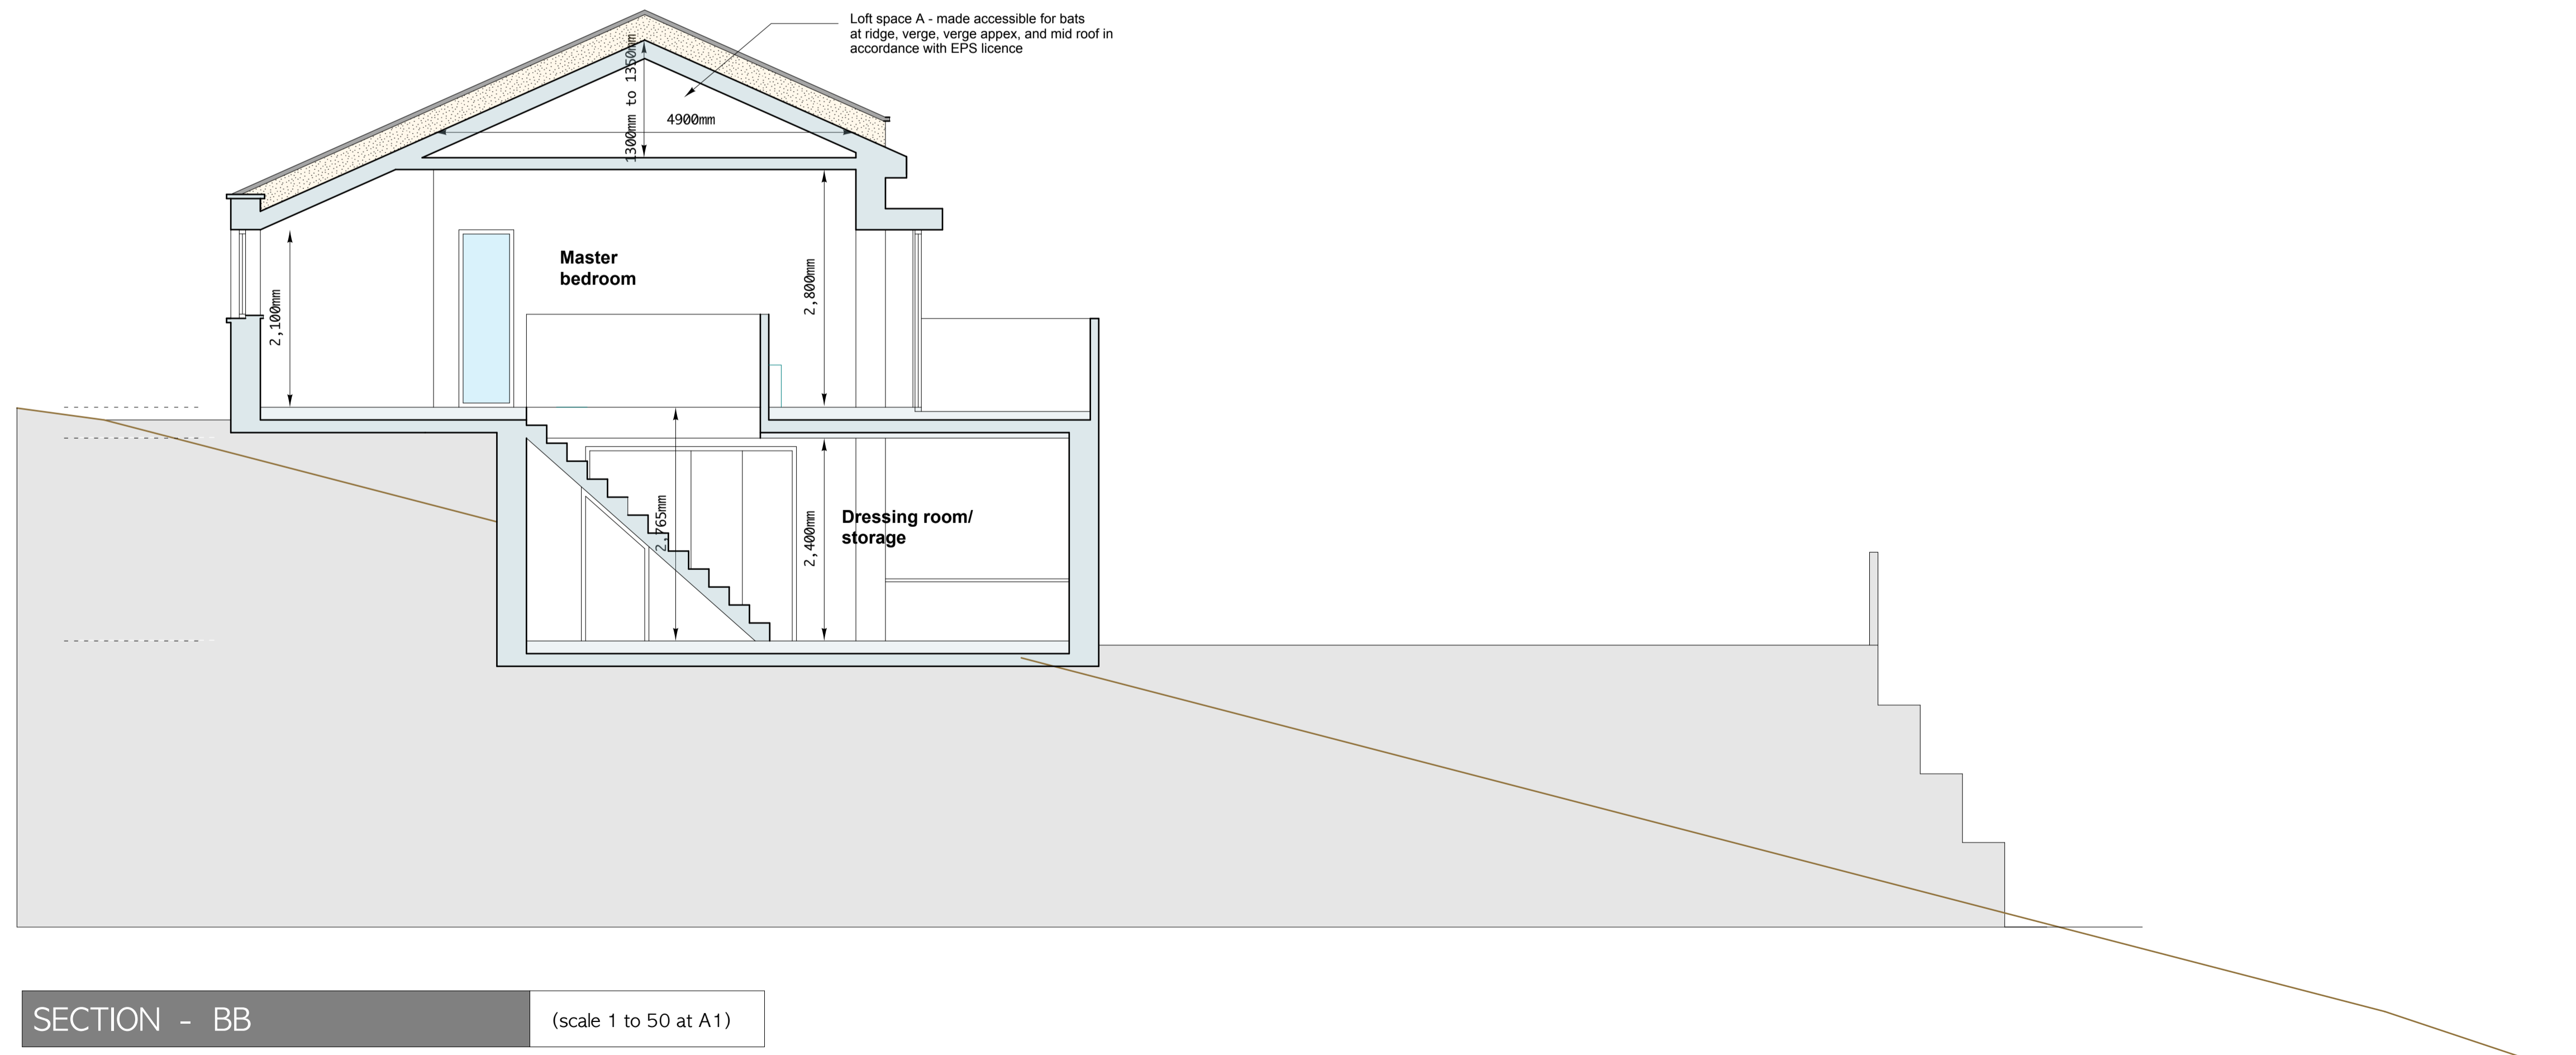 Loft space A - made accessible for bats
at ridge, verge, verge appex, and mid roof in
accordance with EPS licence
1300mm to 1350mm
4900mm
Master
bedroom
2,100mm
2,800mm
2,765mm
2,400mm
Dressing room/
storage
SECTION - BB
(scale 1 to 50 at A1)